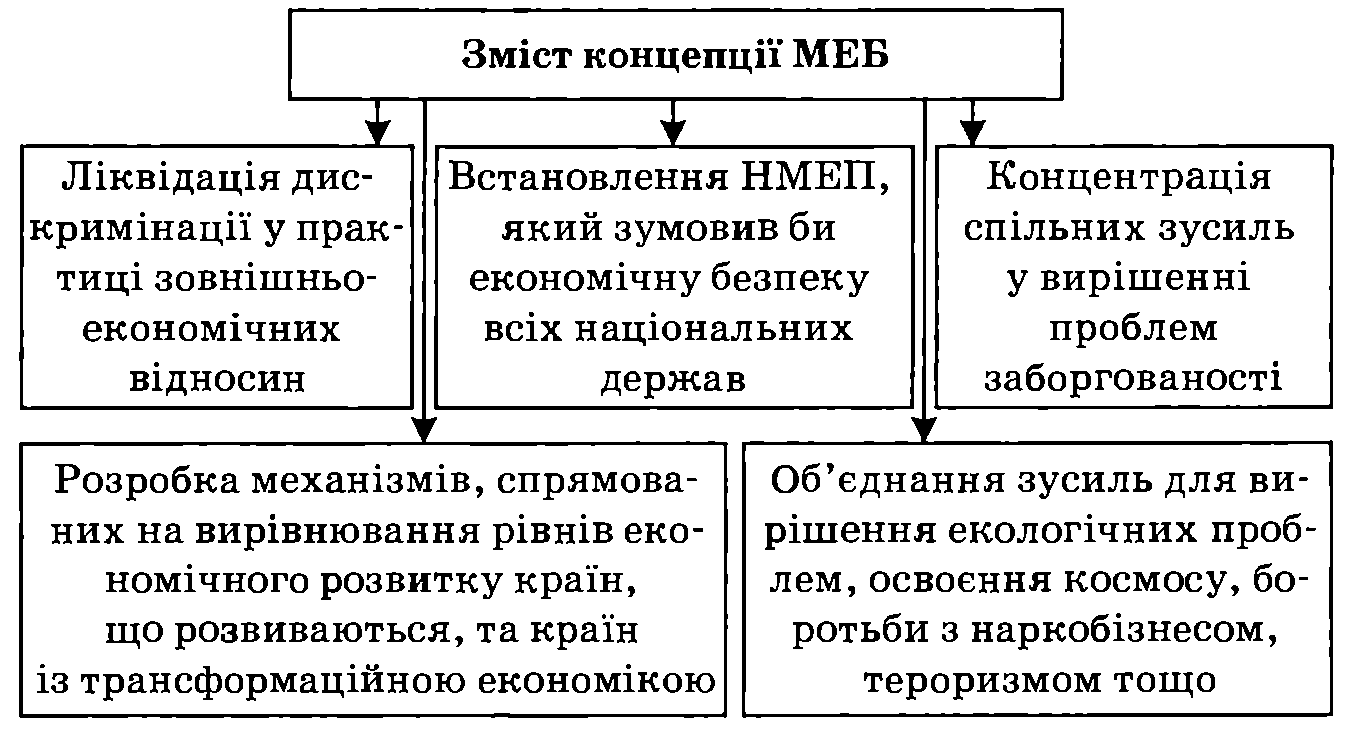 Зміст концепції МЕБ
Ліквідація дис-
кримінації у прак-
тиці зовнішньо-
економічних
відносин
Встановлення НМЕП,
який зумовив би
економічну безпеку
всіх національних
держав
Концентрація
спільних зусиль
у вирішенні
проблем
заборгованості
Розробка механізмів, спрямова-
них на вирівнювання рівнів еко-
номічного розвитку країн,
що розвиваються, та країн
із трансформаційною економікою
Об’єднання зусиль для ви-
рішення екологічних проб-
лем, освоєння космосу, бо-
ротьби з наркобізнесом,
тероризмом тощо